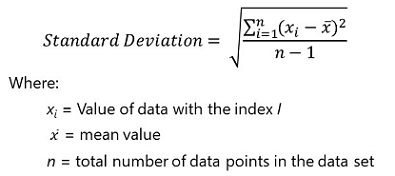 Standard Deviation = √(∑ⁿᵢ₌₁(xᵢ − x̄)² / n − 1)
Where:
xᵢ = Value of data with the index I
ẋ = mean value
n = total number of data points in the data set